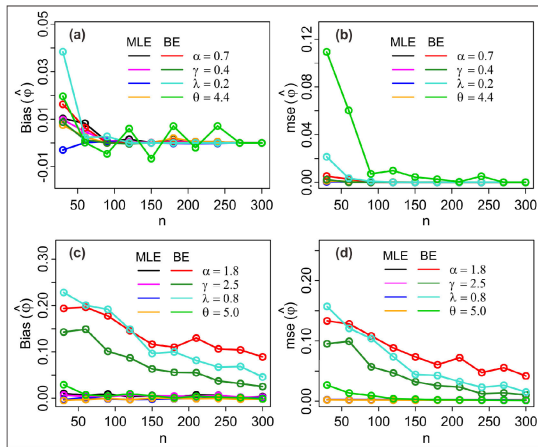 (a)
MLE BE
α = 0.7
γ = 0.4
λ = 0.2
θ = 4.4
Bias (φ̂)
-0.01
0.01
0.03
0.05
50 100 150 200 250 300
n
(b)
MLE BE
α = 0.7
γ = 0.4
λ = 0.2
θ = 4.4
mse (φ̂)
0.00
0.04
0.08
0.12
50 100 150 200 250 300
n
(c)
MLE BE
α = 1.8
γ = 2.5
λ = 0.8
θ = 5.0
Bias (φ̂)
0.00
0.10
0.20
0.30
50 100 150 200 250 300
n
(d)
MLE BE
α = 1.8
γ = 2.5
λ = 0.8
θ = 5.0
mse (φ̂)
0.00
0.10
0.20
50 100 150 200 250 300
n